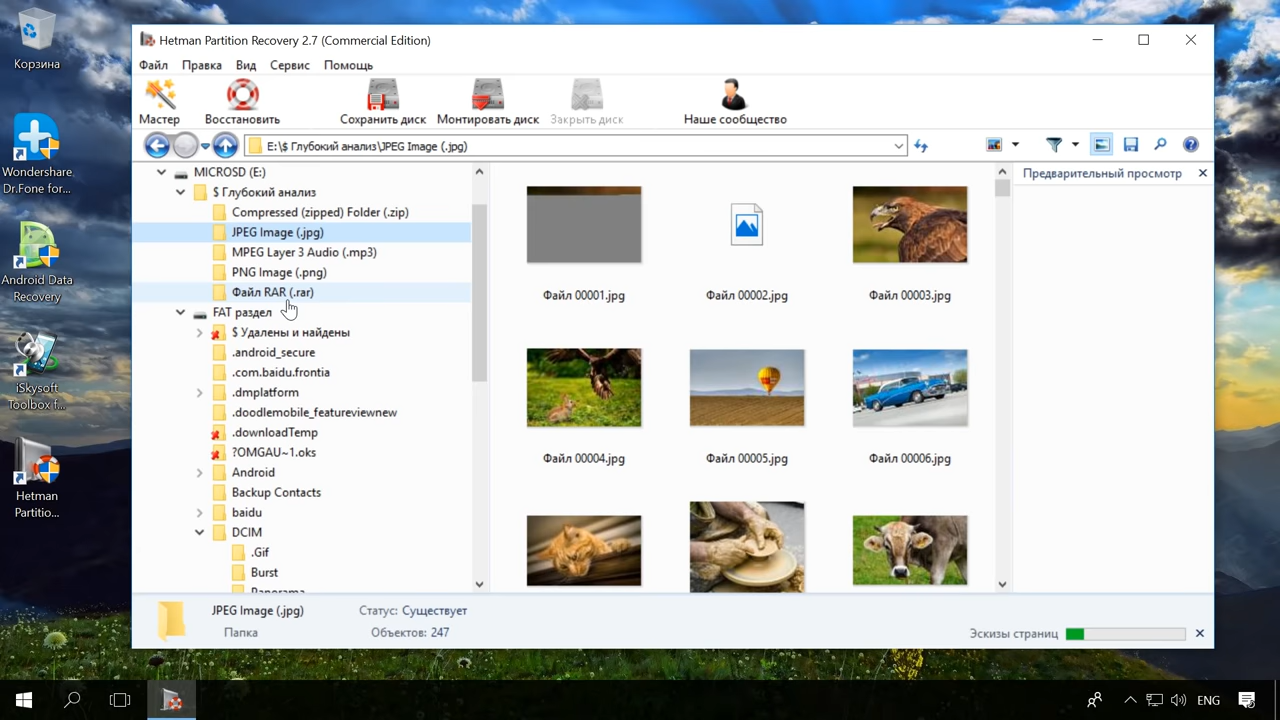 Корзина
Wondershare
Dr.Fone for...
Android Data
Recovery
iSkysoft
Toolbox f...
Hetman
Partitio...
Hetman Partition Recovery 2.7 (Commercial Edition)
Файл Правка Вид Сервис Помощь
Мастер Восстановить Сохранить диск Монтировать диск Закрыть диск Наше сообщество
E:\$ Глубокий анализ\JPEG Image (.jpg)
MICROSD (E:)
$ Глубокий анализ
Compressed (zipped) Folder (.zip)
JPEG Image (.jpg)
MPEG Layer 3 Audio (.mp3)
PNG Image (.png)
Файл RAR (.rar)
FAT раздел
$ Удалены и найдены
.android_secure
.com.baidu.frontia
.dmplatform
.doodlemobile_featureviewnew
.downloadTemp
?OMGAU~1.oks
Android
Backup Contacts
baidu
DCIM
.Gif
Burst
Panorama
Файл 00001.jpg Файл 00002.jpg Файл 00003.jpg
Файл 00004.jpg Файл 00005.jpg Файл 00006.jpg
Предварительный просмотр
JPEG Image (.jpg) Статус: Существует
Папка Объектов: 247
Эскизы страниц
ENG